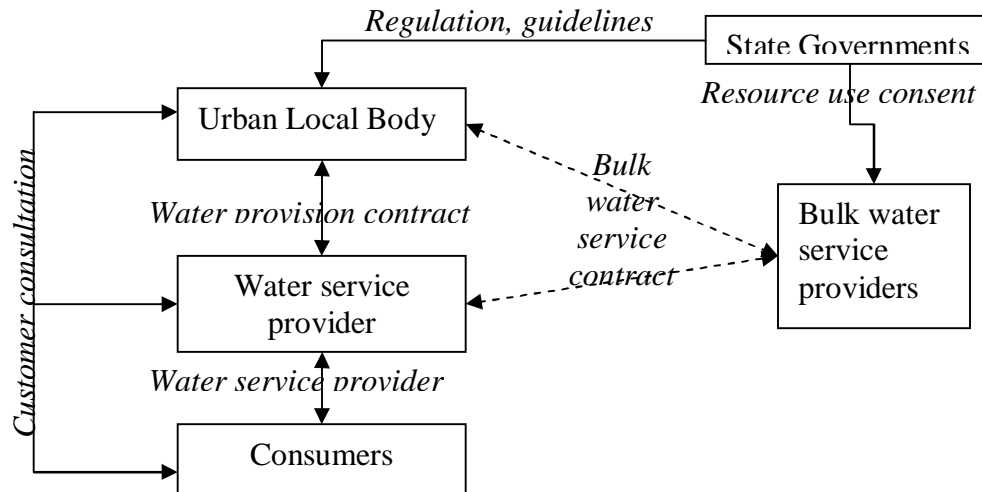 Regulation, guidelines
State Governments
Resource use consent
Urban Local Body
Bulk
water
service
contract
Water provision contract
Bulk water
service
providers
Water service
provider
Water service provider
Consumers
Customer consultation